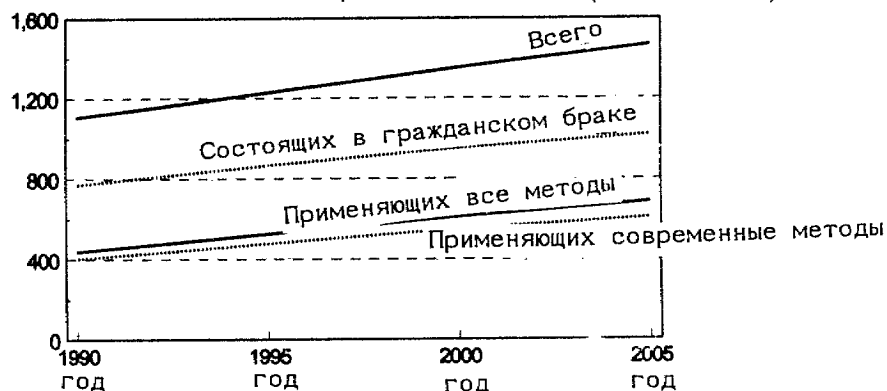 1,600
Всего
1,200
Состоящих в гражданском браке
800
Применяющих все методы
Применяющих современные методы
400
0
1990 1995 2000 2005
год год год год